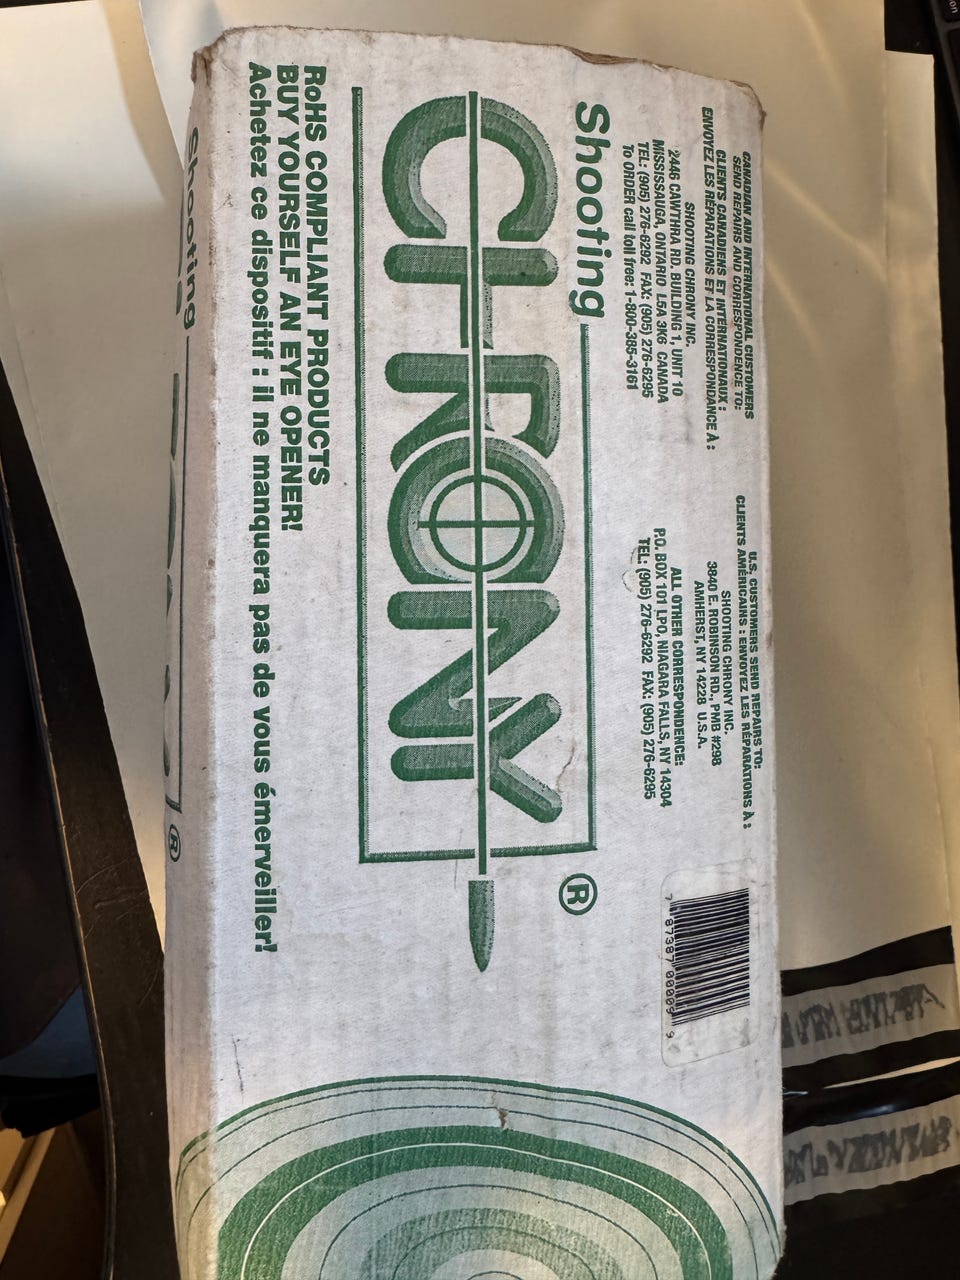 CANADIAN AND INTERNATIONAL CUSTOMERS
SEND REPAIRS AND CORRESPONDENCE TO:
CLIENTS CANADIENS ET INTERNATIONAUX :
ENVOYEZ LES RÉPARATIONS ET LA CORRESPONDANCE À :
SHOOTING CHRONY INC.
2446 CAWTHRA RD, BUILDING 1, UNIT 10
MISSISSAUGA, ONTARIO L5A 3K6 CANADA
TEL: (905) 276-6292 FAX: (905) 276-6295
To ORDER call toll free: 1-800-385-3161
U.S. CUSTOMERS SEND REPAIRS TO:
CLIENTS AMÉRICAINS : ENVOYEZ LES RÉPARATIONS À :
SHOOTING CHRONY INC.
3840 E. ROBINSON RD., PMB #298
AMHERST, NY 14228 U.S.A.
ALL OTHER CORRESPONDENCE:
P.O. BOX 101 LPO, NIAGARA FALLS, NY 14304
TEL: (905) 276-6292 FAX: (905) 276-6295
7 87387 00009 9
Shooting
CHRONY ®
RoHS COMPLIANT PRODUCTS
BUY YOURSELF AN EYE OPENER!
Achetez ce dispositif : il ne manquera pas de vous émerveiller!
Shooting
®